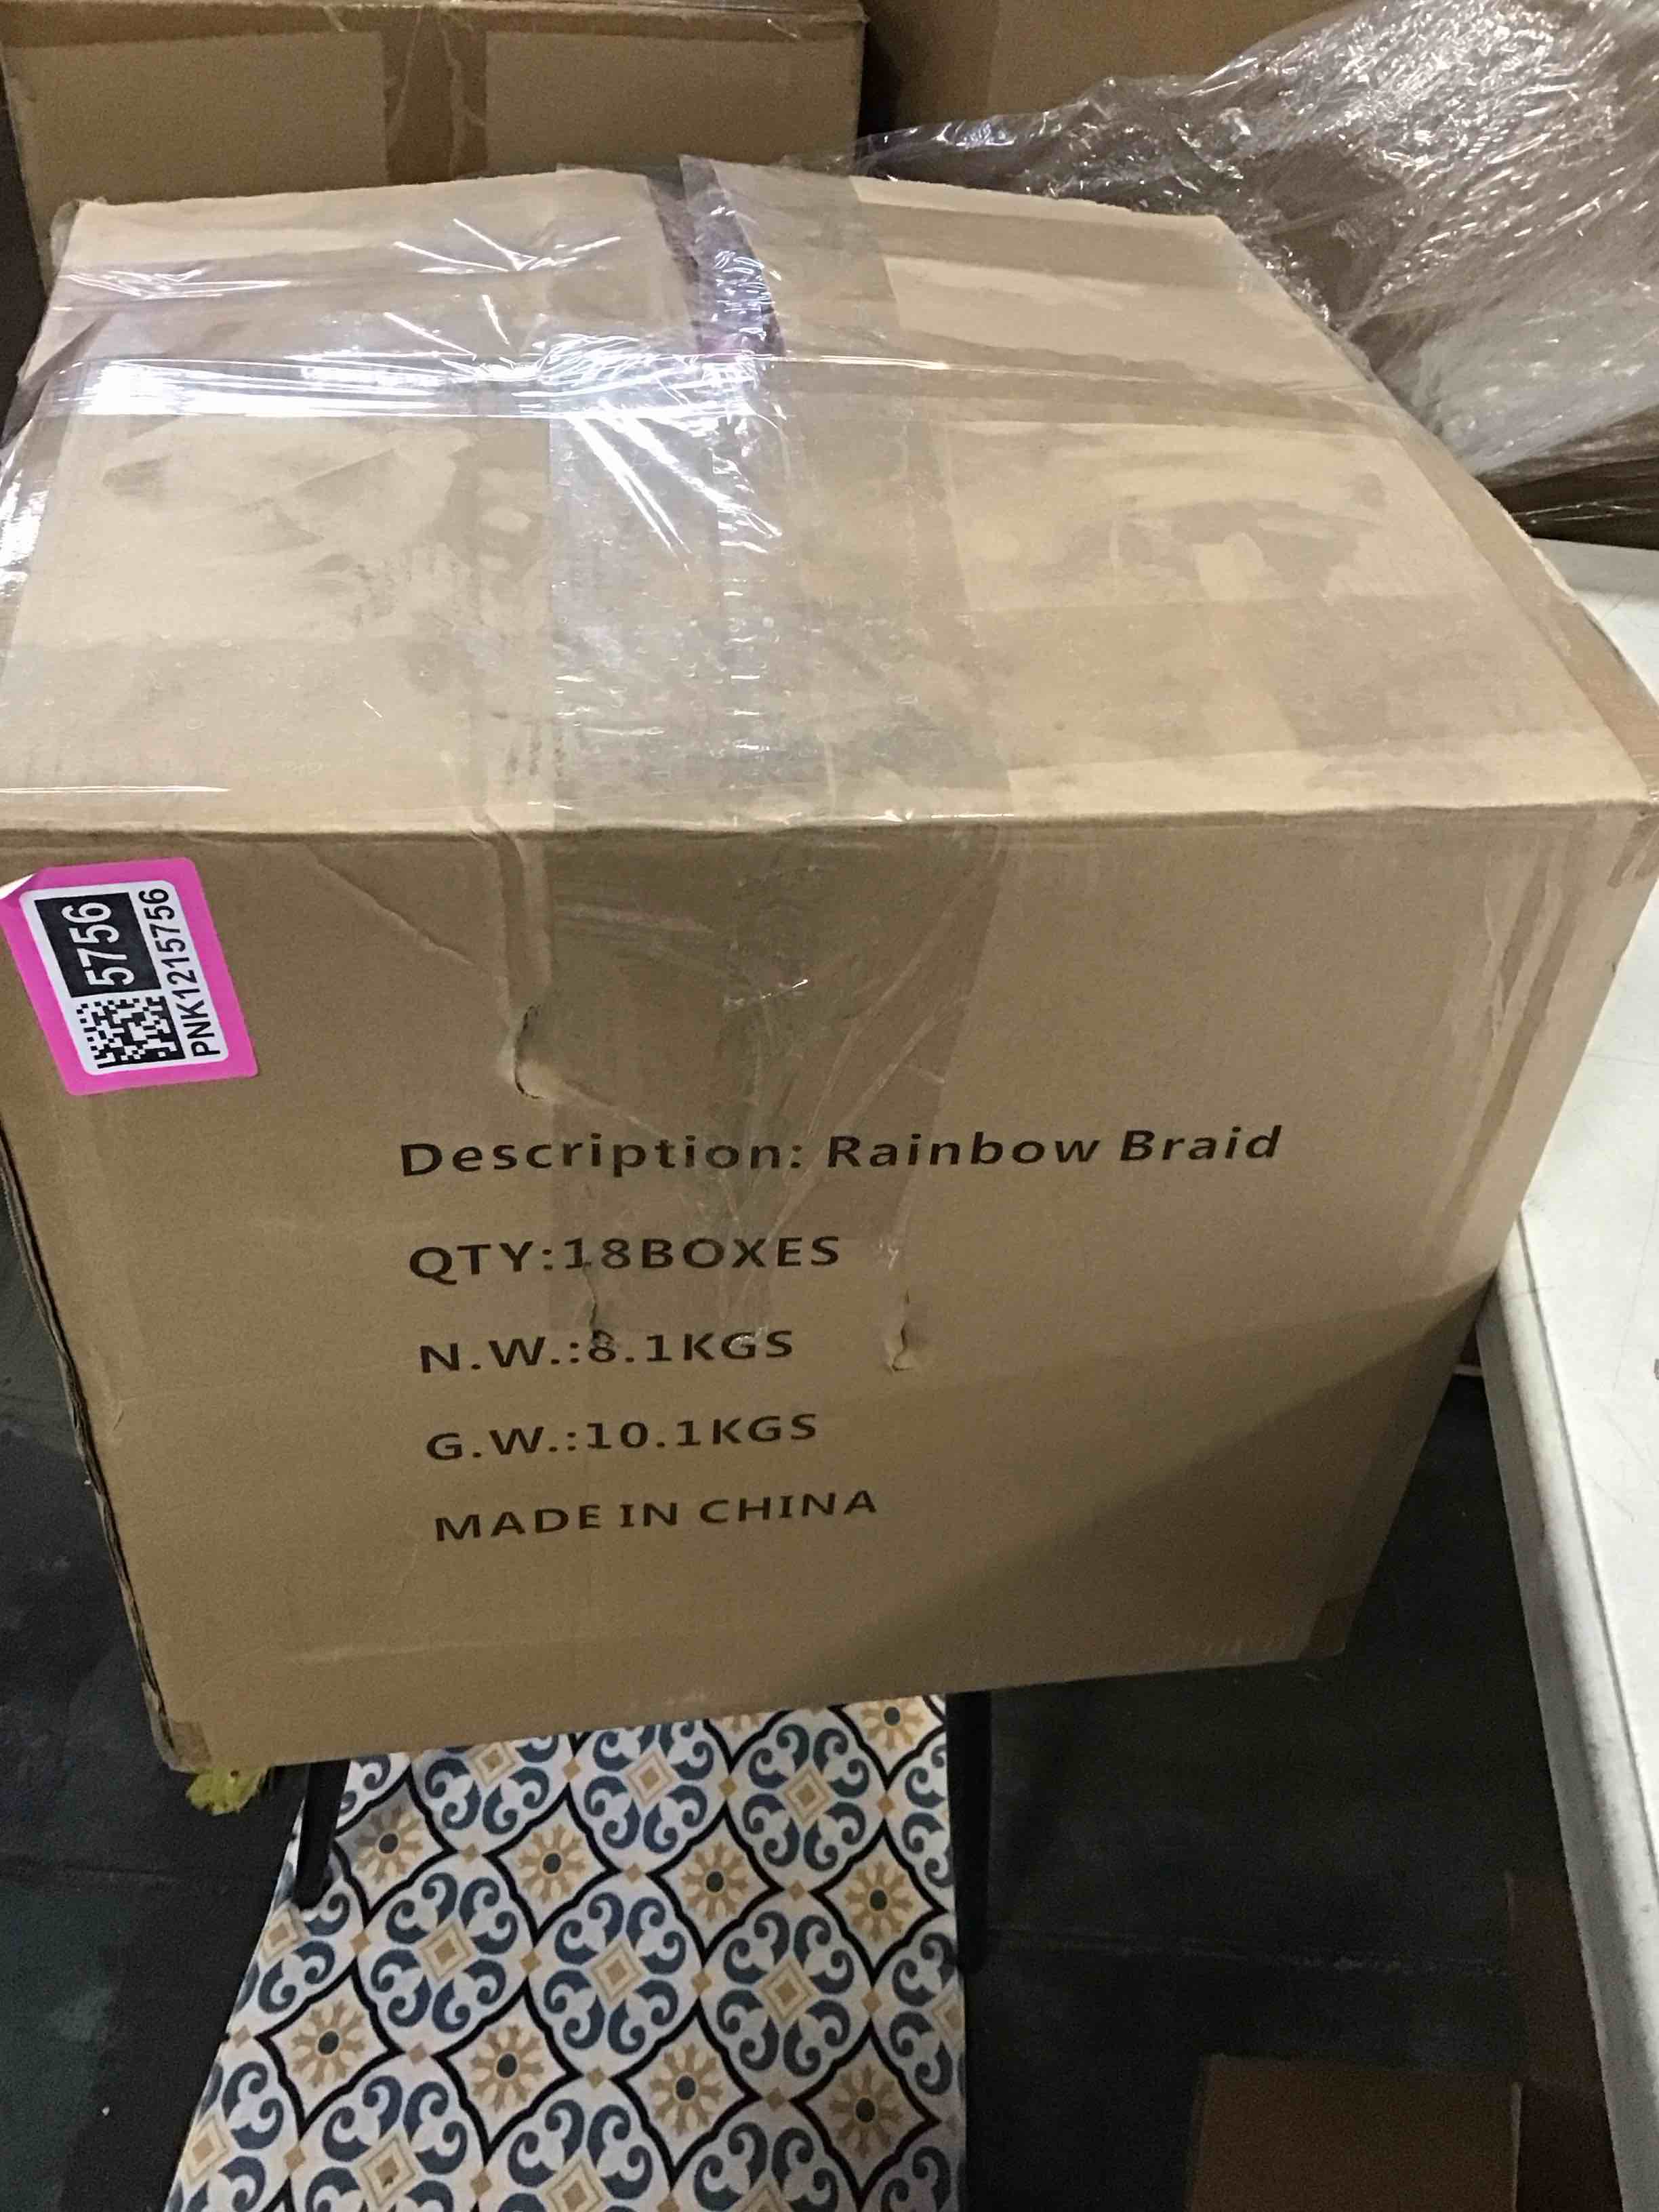 5756
PNK1215756
Description: Rainbow Braid
QTY:18BOXES
N.W.:8.1KGS
G.W.:10.1KGS
MADE IN CHINA